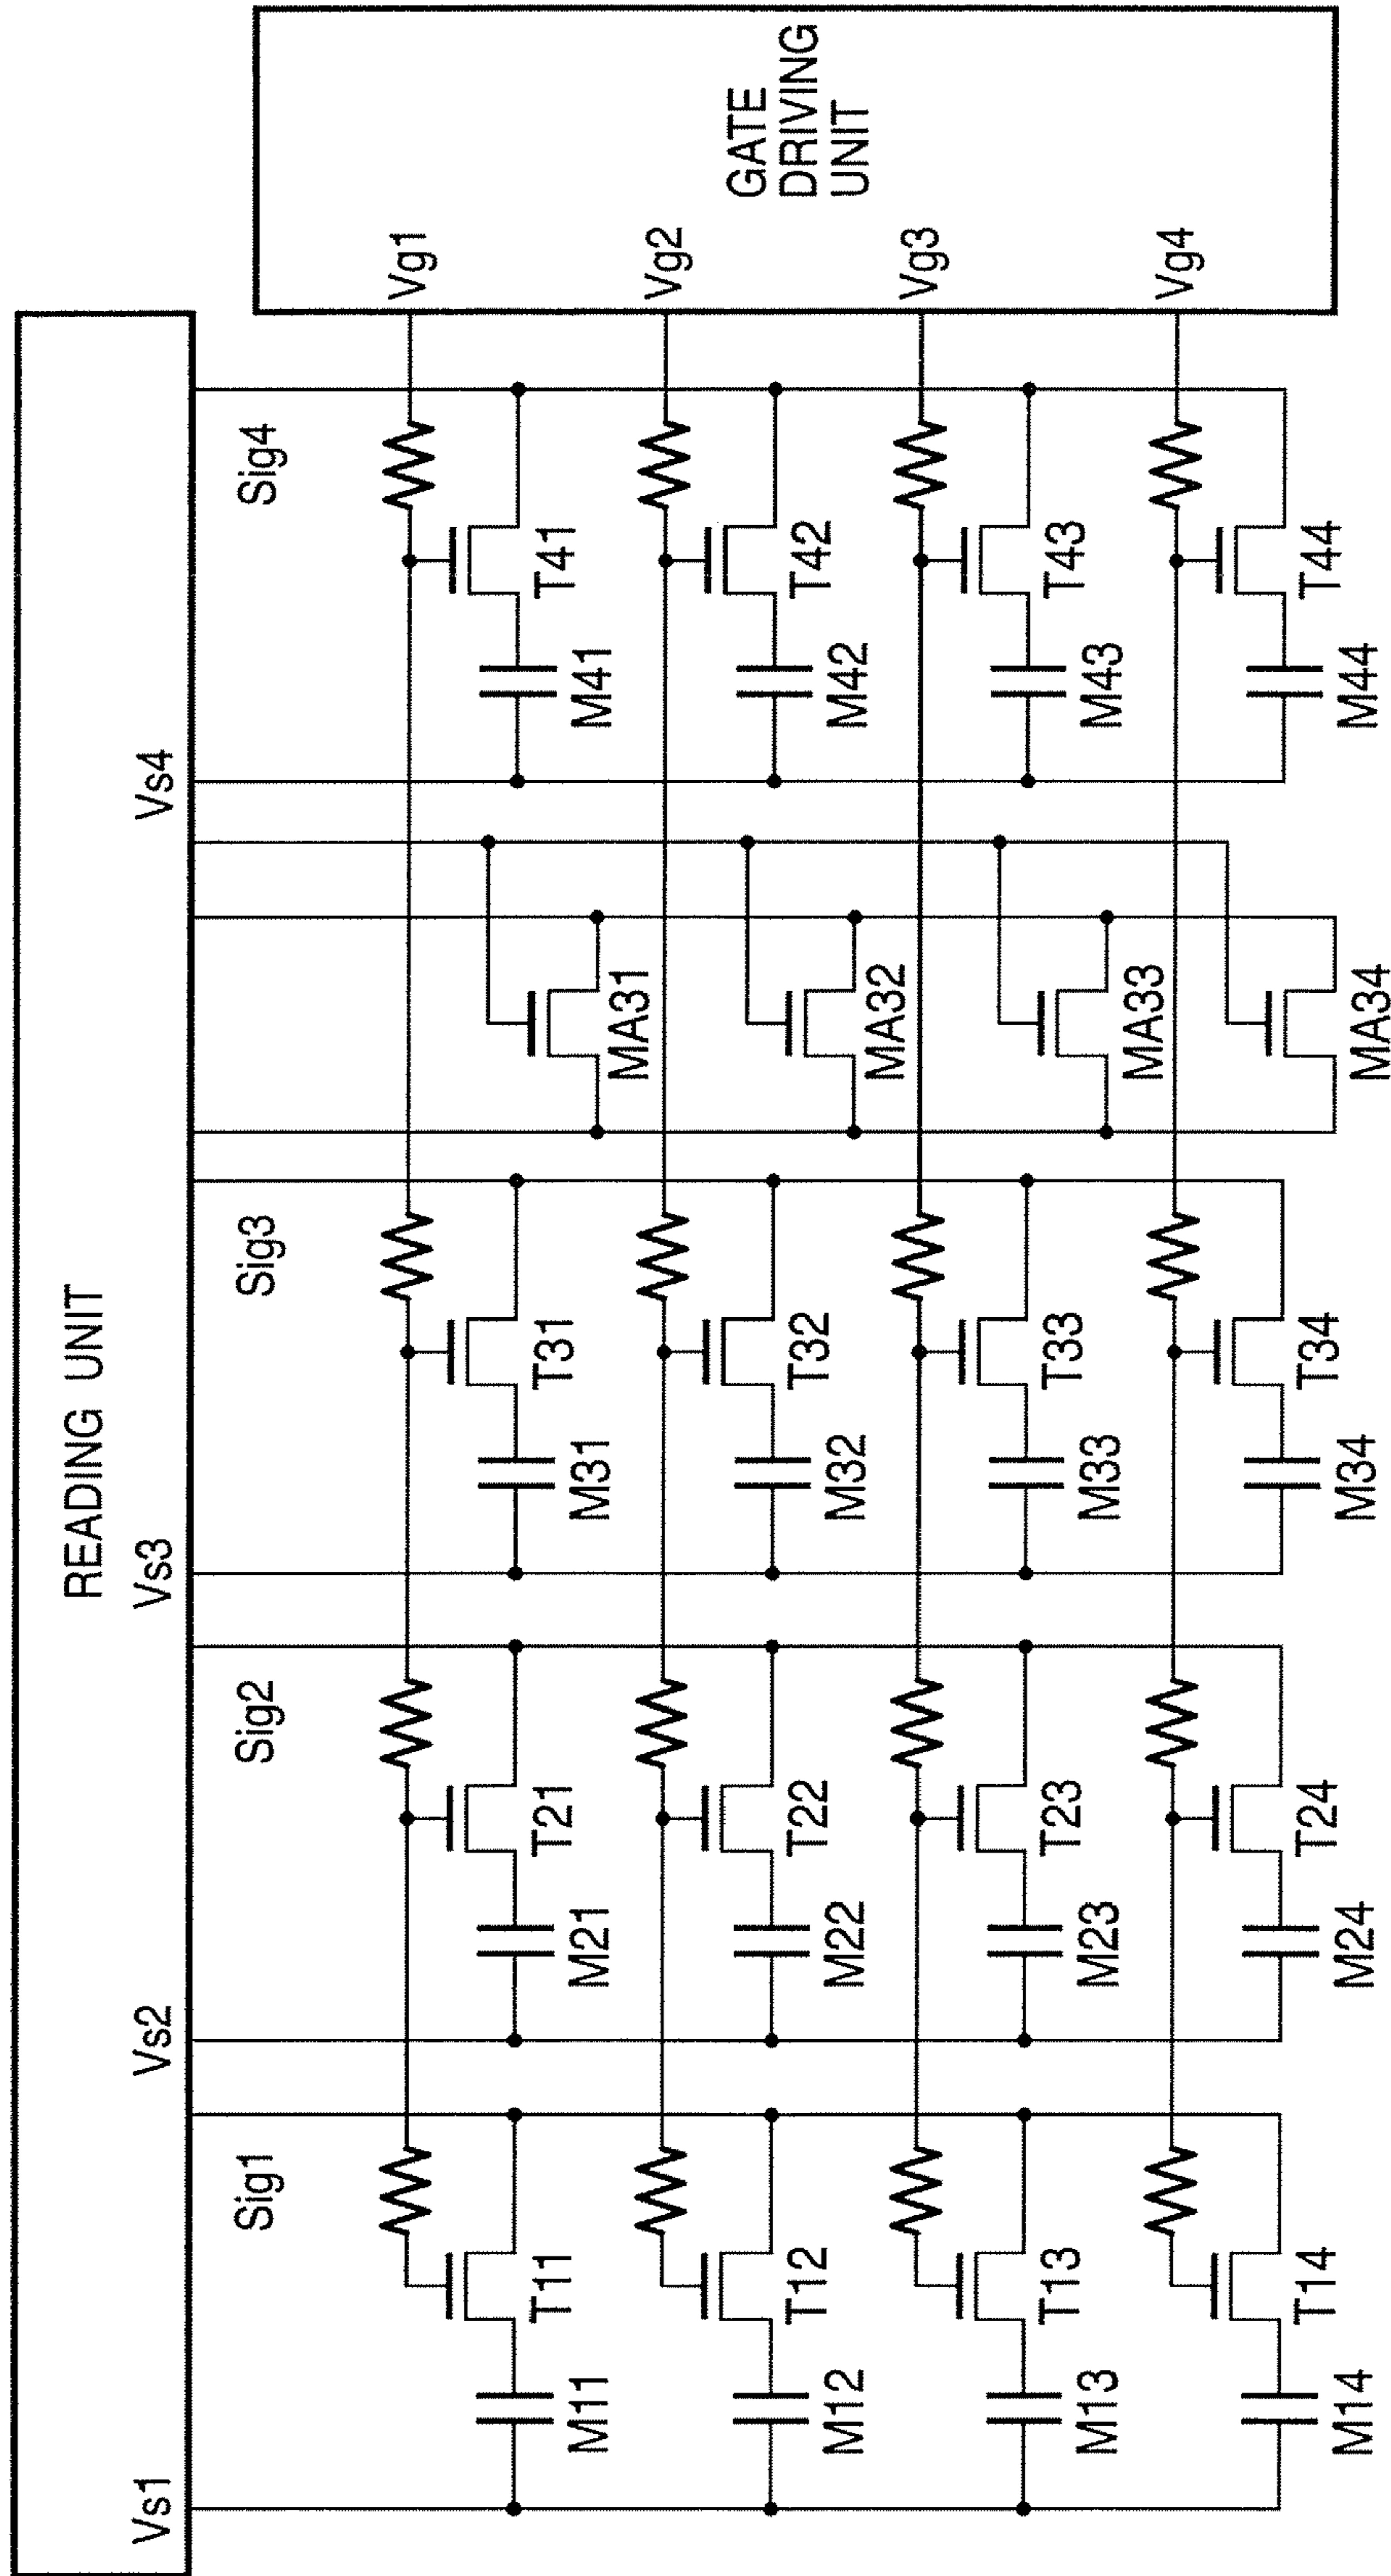 READING UNIT
Vs1
Vs2
Vs3
Vs4
Sig1
Sig2
Sig3
Sig4
GATE
DRIVING
UNIT
Vg1
Vg2
Vg3
Vg4
M11
T11
M21
T21
M31
T31
MA31
M41
T41
M12
T12
M22
T22
M32
T32
MA32
M42
T42
M13
T13
M23
T23
M33
T33
MA33
M43
T43
M14
T14
M24
T24
M34
T34
MA34
M44
T44